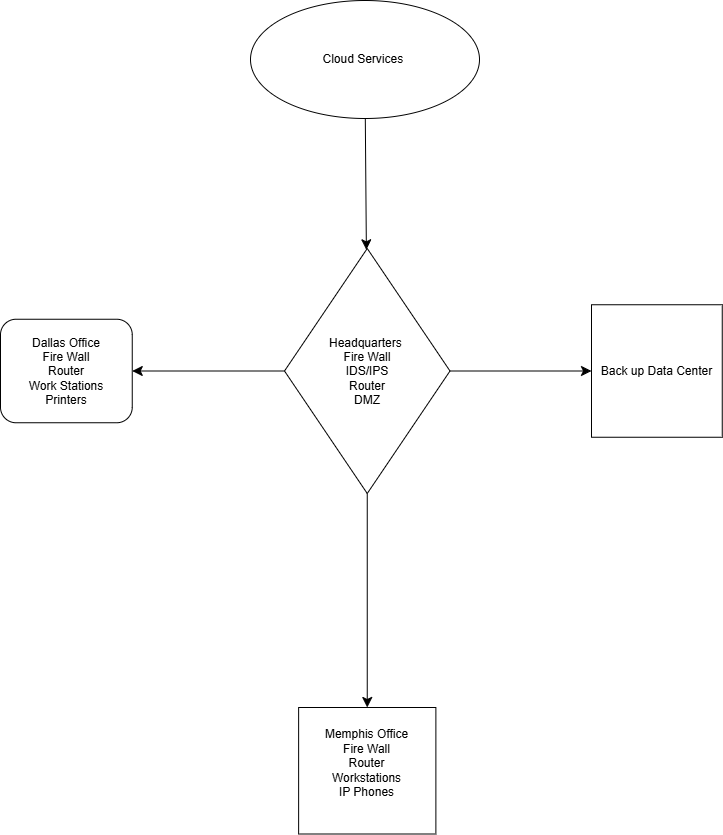 Cloud Services
Dallas Office
Fire Wall
Router
Work Stations
Printers
Headquarters
Fire Wall
IDS/IPS
Router
DMZ
Back up Data Center
Memphis Office
Fire Wall
Router
Workstations
IP Phones